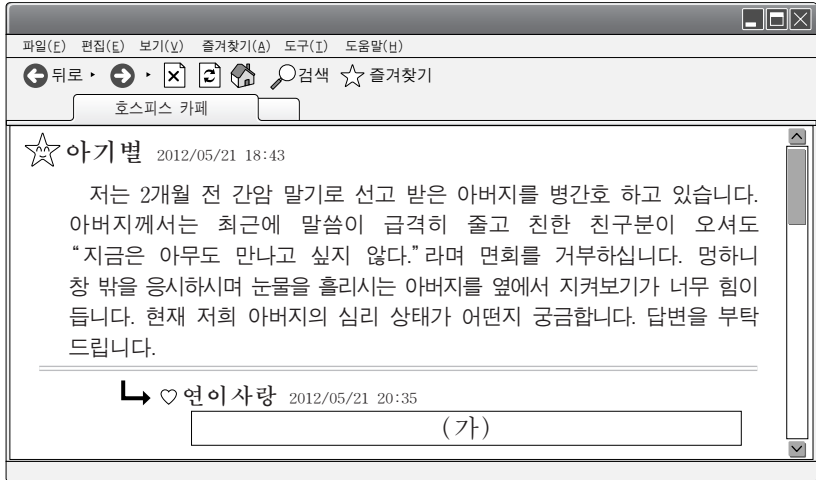 파일(F) 편집(E) 보기(V) 즐겨찾기(A) 도구(T) 도움말(H)
뒤로 검색 즐겨찾기
호스피스 카페
아기별 2012/05/21 18:43
저는 2개월 전 간암 말기로 선고 받은 아버지를 병간호 하고 있습니다.
아버지께서는 최근에 말씀이 급격히 줄고 친한 친구분이 오셔도
“지금은 아무도 만나고 싶지 않다.”라며 면회를 거부하십니다. 멍하니
창 밖을 응시하시며 눈물을 흘리시는 아버지를 옆에서 지켜보기가 너무 힘이
듭니다. 현재 저희 아버지의 심리 상태가 어떤지 궁금합니다. 답변을 부탁
드립니다.
♡연이사랑 2012/05/21 20:35
(가)